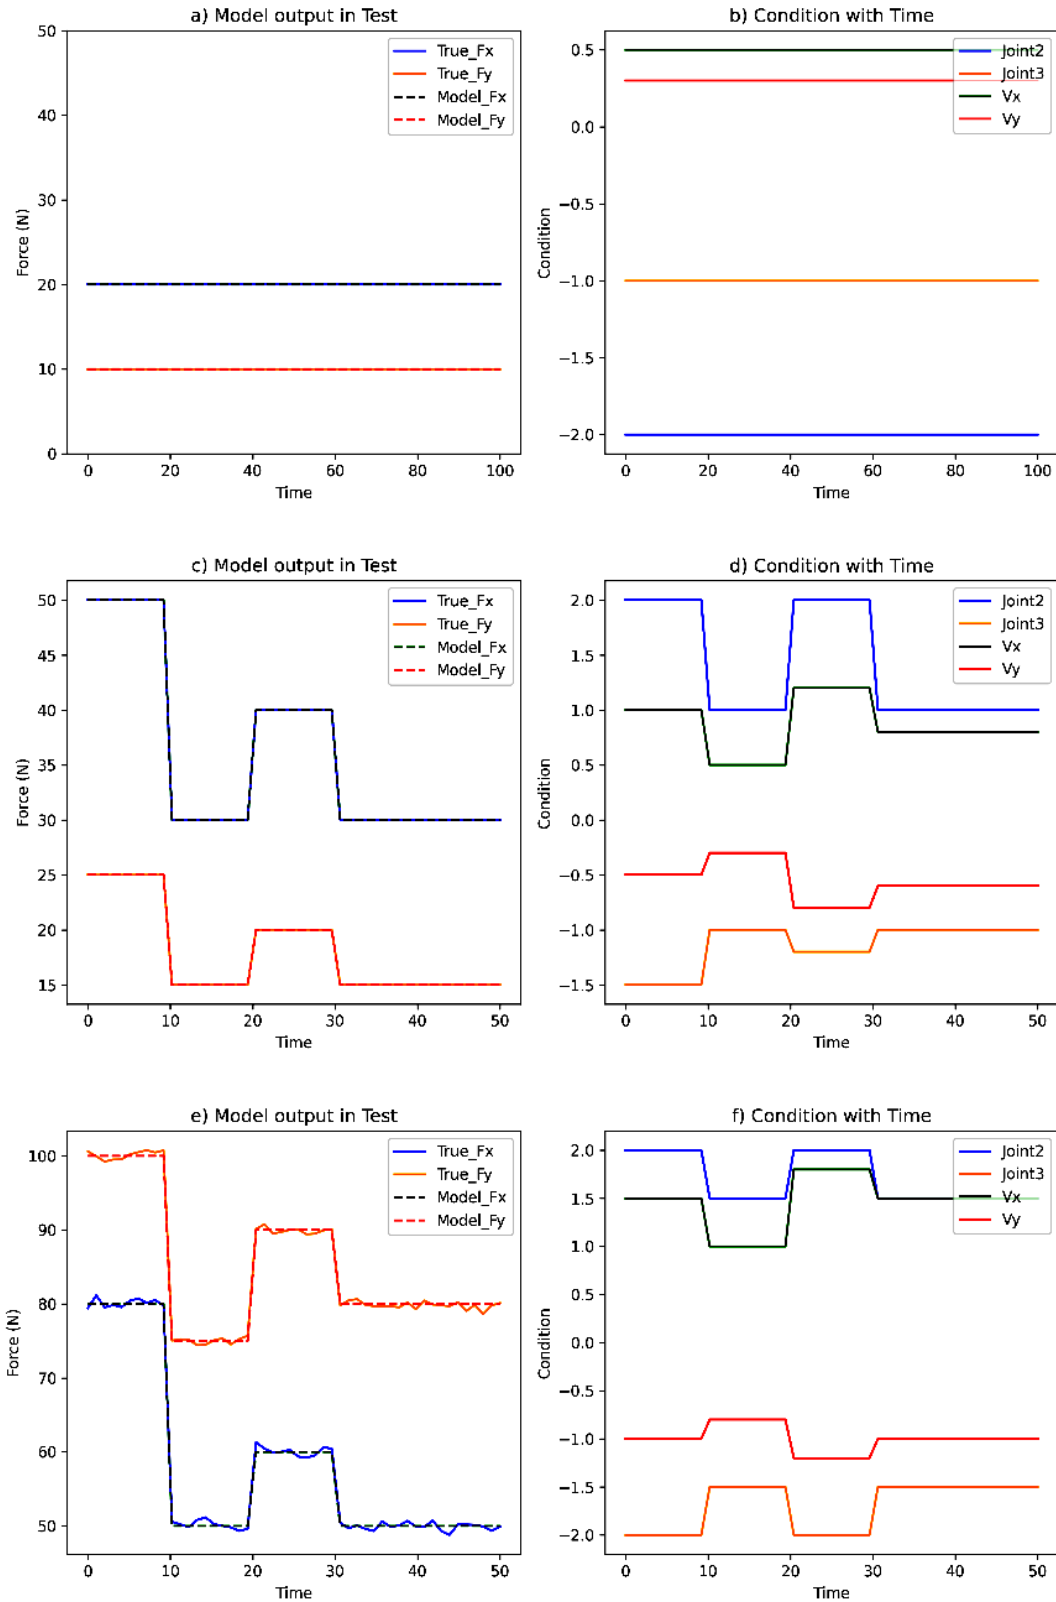 a) Model output in Test
50
40
30
20
10
0
Force (N)
True_Fx
True_Fy
Model_Fx
Model_Fy
0 20 40 60 80 100
Time
b) Condition with Time
0.5
0.0
−0.5
−1.0
−1.5
−2.0
Condition
Joint2
Joint3
Vx
Vy
0 20 40 60 80 100
Time
c) Model output in Test
50
45
40
35
30
25
20
15
Force (N)
True_Fx
True_Fy
Model_Fx
Model_Fy
0 10 20 30 40 50
Time
d) Condition with Time
2.0
1.5
1.0
0.5
0.0
−0.5
−1.0
−1.5
Condition
Joint2
Joint3
Vx
Vy
0 10 20 30 40 50
Time
e) Model output in Test
100
90
80
70
60
50
Force (N)
True_Fx
True_Fy
Model_Fx
Model_Fy
0 10 20 30 40 50
Time
f) Condition with Time
2.0
1.5
1.0
0.5
0.0
−0.5
−1.0
−1.5
−2.0
Condition
Joint2
Joint3
Vx
Vy
0 10 20 30 40 50
Time